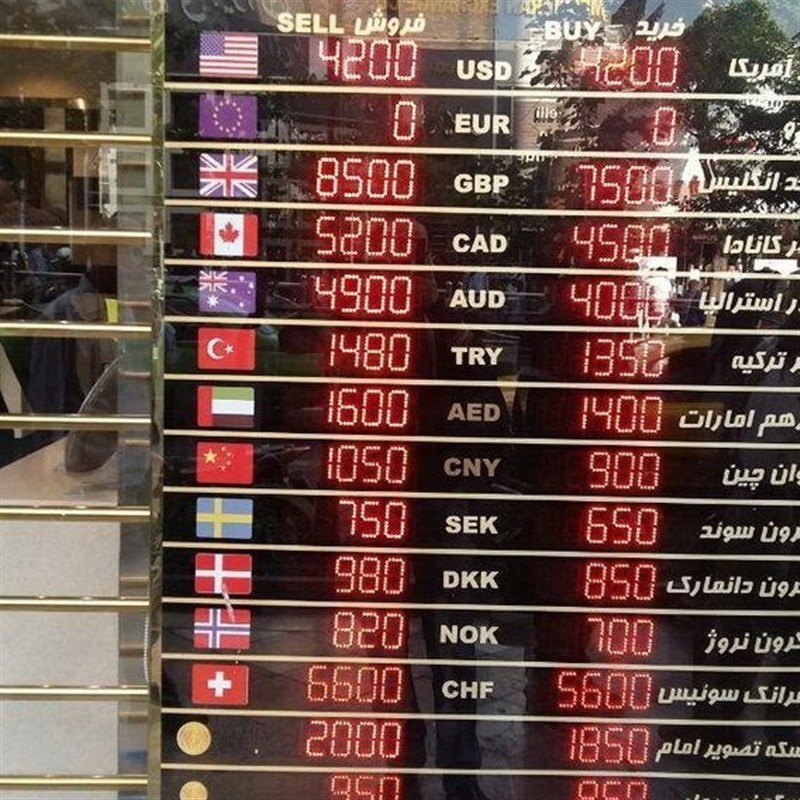 SELL فروش BUY خرید
4200 USD 4200 آمریکا
0 EUR 0
8500 GBP 7500 انگلیس
5200 CAD 4500 کانادا
4900 AUD 4000 استرالیا
1480 TRY 1350 ترکیه
1600 AED 1400 امارات
1050 CNY 900 چین
750 SEK 650 سوئد
980 DKK 850 دانمارک
820 NOK 700 نروژ
6600 CHF 5600 سوئیس
2000 1850 تصویر امام
950 850